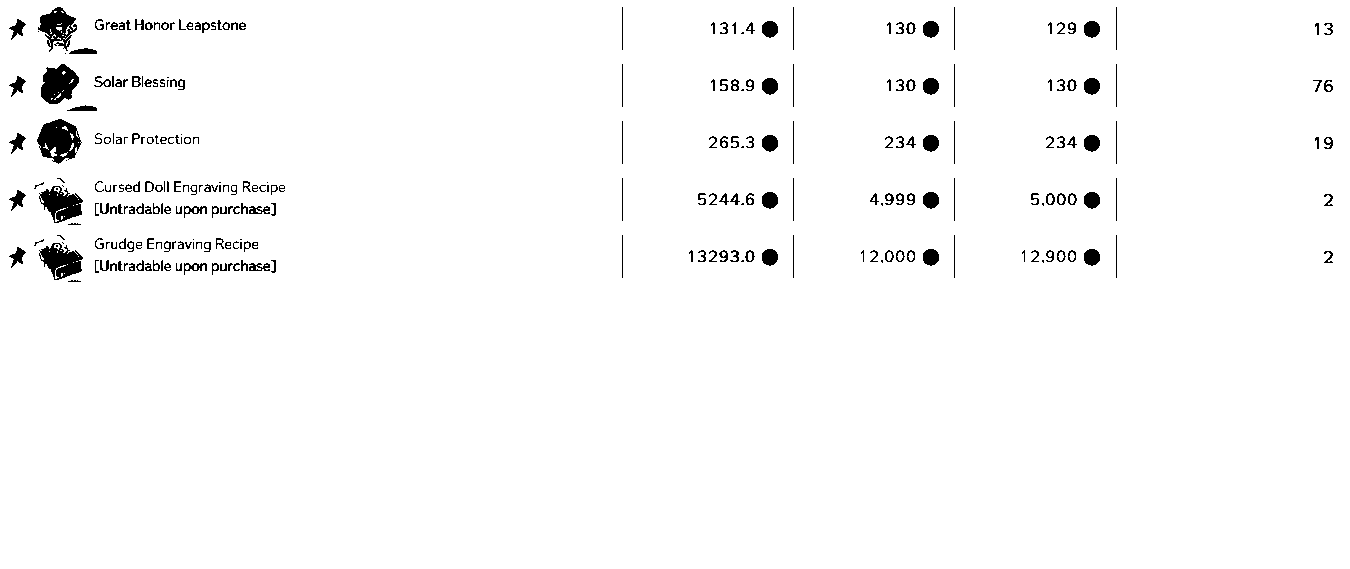 Great Honor Leapstone 131.4 130 129 13
Solar Blessing 158.9 130 130 76
Solar Protection 265.3 234 234 19
Cursed Doll Engraving Recipe
[Untradable upon purchase] 5244.6 4,999 5,000 2
Grudge Engraving Recipe
[Untradable upon purchase] 13293.0 12,000 12,900 2